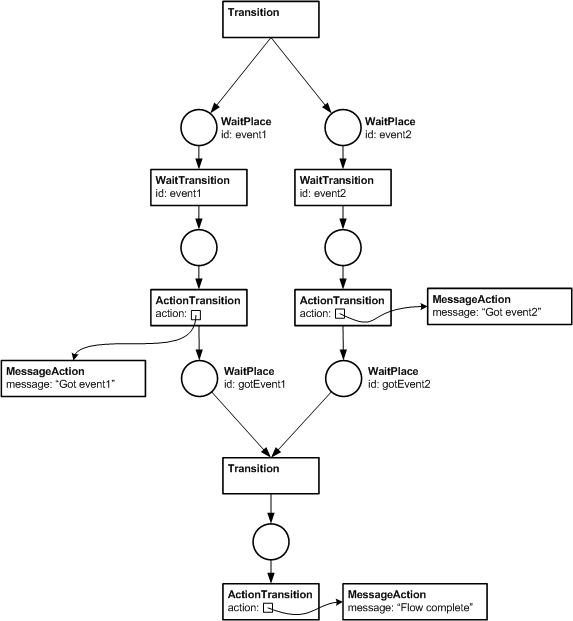 Transition
WaitPlace
id: event1
WaitPlace
id: event2
WaitTransition
id: event1
WaitTransition
id: event2
ActionTransition
action:
ActionTransition
action:
MessageAction
message: “Got event2”
MessageAction
message: “Got event1”
WaitPlace
id: gotEvent1
WaitPlace
id: gotEvent2
Transition
ActionTransition
action:
MessageAction
message: “Flow complete”